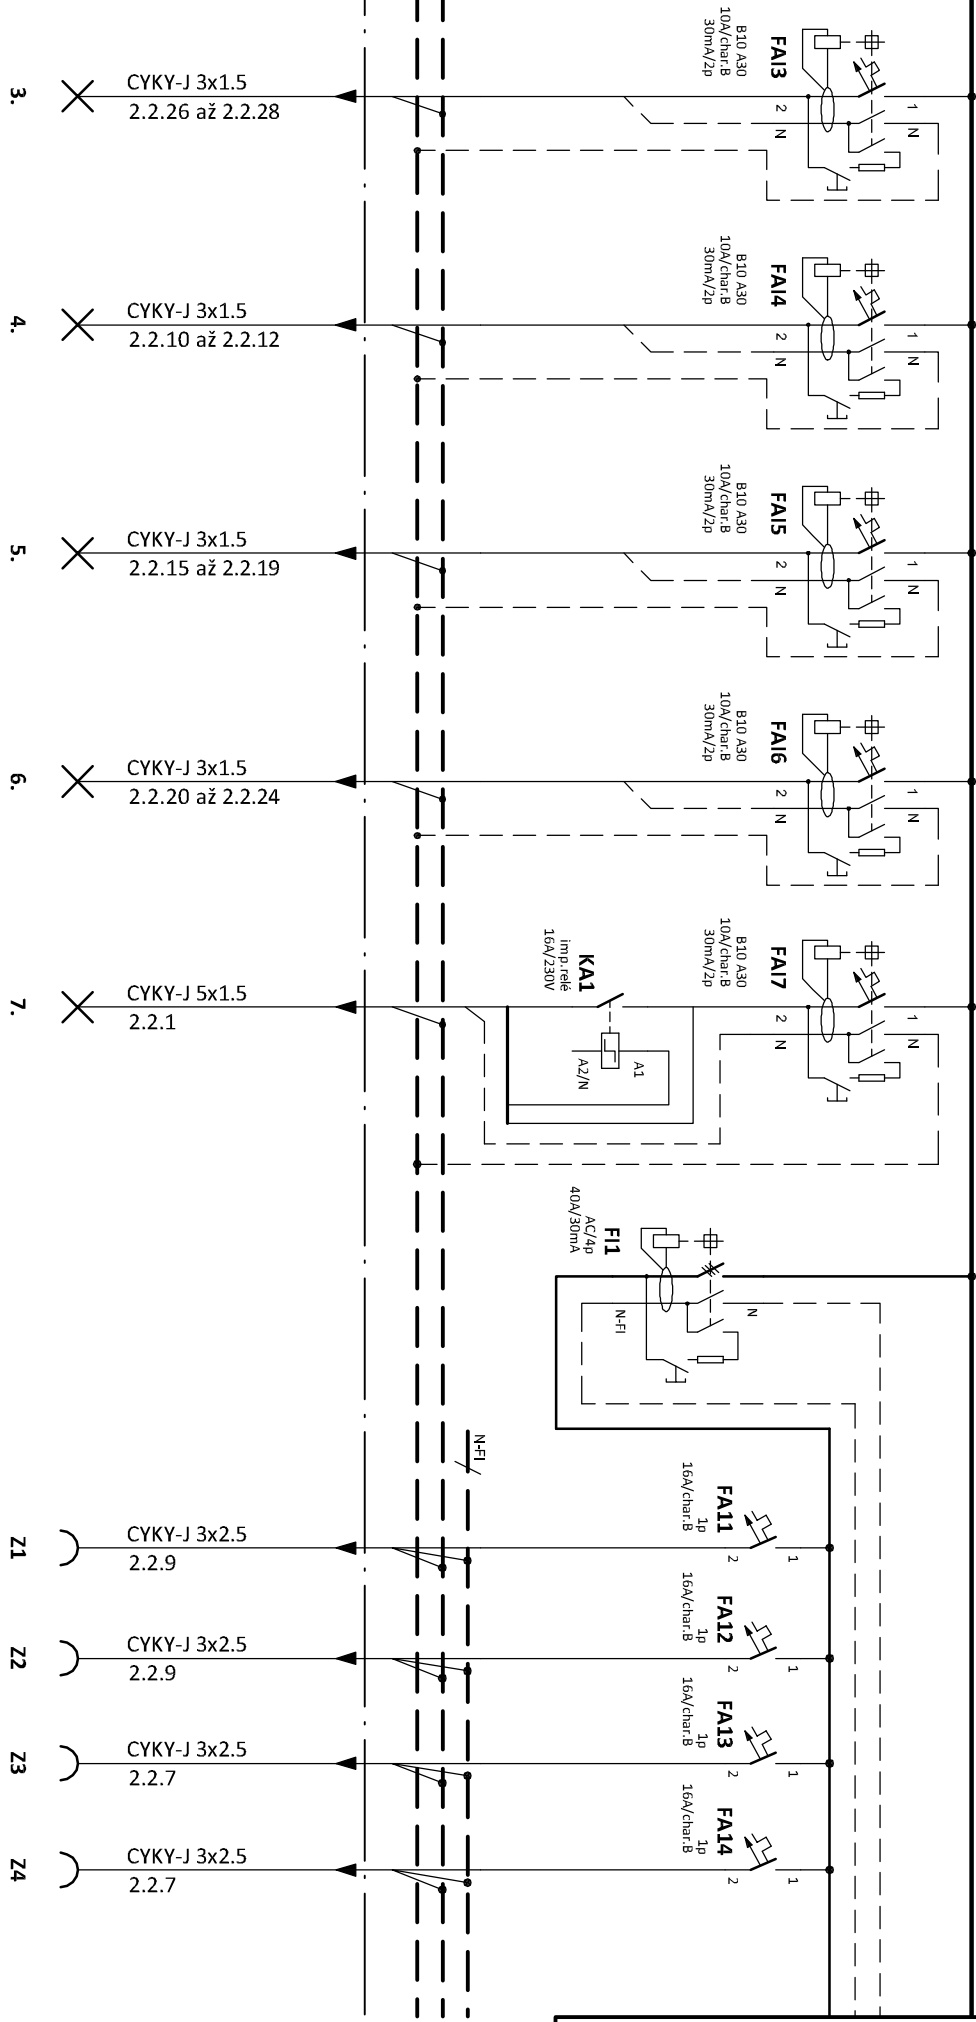 FAI3
B10 A30
10A/char.B
30mA/2p
1
N
2
N
CYKY-J 3x1.5
2.2.26 až 2.2.28
3.
FAI4
B10 A30
10A/char.B
30mA/2p
1
N
2
N
CYKY-J 3x1.5
2.2.10 až 2.2.12
4.
FAI5
B10 A30
10A/char.B
30mA/2p
1
N
2
N
CYKY-J 3x1.5
2.2.15 až 2.2.19
5.
FAI6
B10 A30
10A/char.B
30mA/2p
1
N
2
N
CYKY-J 3x1.5
2.2.20 až 2.2.24
6.
FAI7
B10 A30
10A/char.B
30mA/2p
1
N
2
N
KA1
imp.relé
16A/230V
A1
A2/N
CYKY-J 5x1.5
2.2.1
7.
FI1
AC/4p
40A/30mA
N
N-FI
N-FI
FA11
1p
16A/char.B
1
2
CYKY-J 3x2.5
2.2.9
Z1
FA12
1p
16A/char.B
1
2
CYKY-J 3x2.5
2.2.9
Z2
FA13
1p
16A/char.B
1
2
CYKY-J 3x2.5
2.2.7
Z3
FA14
1p
16A/char.B
1
2
CYKY-J 3x2.5
2.2.7
Z4